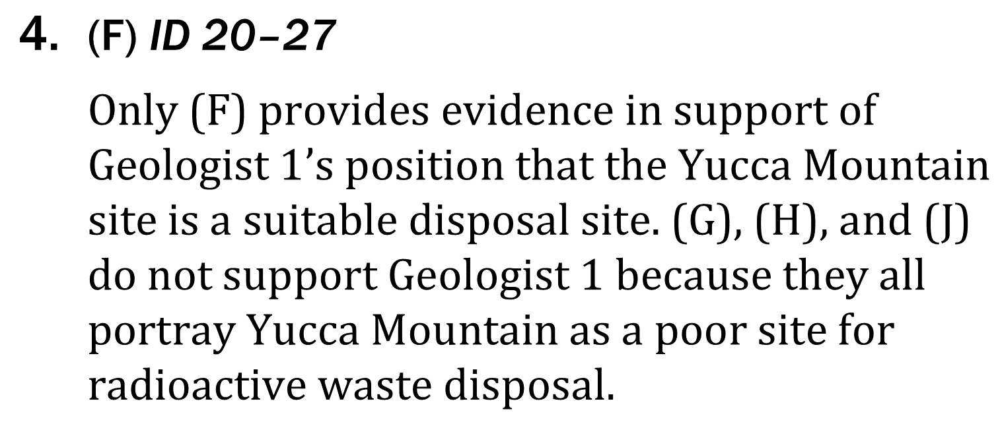 4. (F) ID 20–27
Only (F) provides evidence in support of
Geologist 1’s position that the Yucca Mountain
site is a suitable disposal site. (G), (H), and (J)
do not support Geologist 1 because they all
portray Yucca Mountain as a poor site for
radioactive waste disposal.